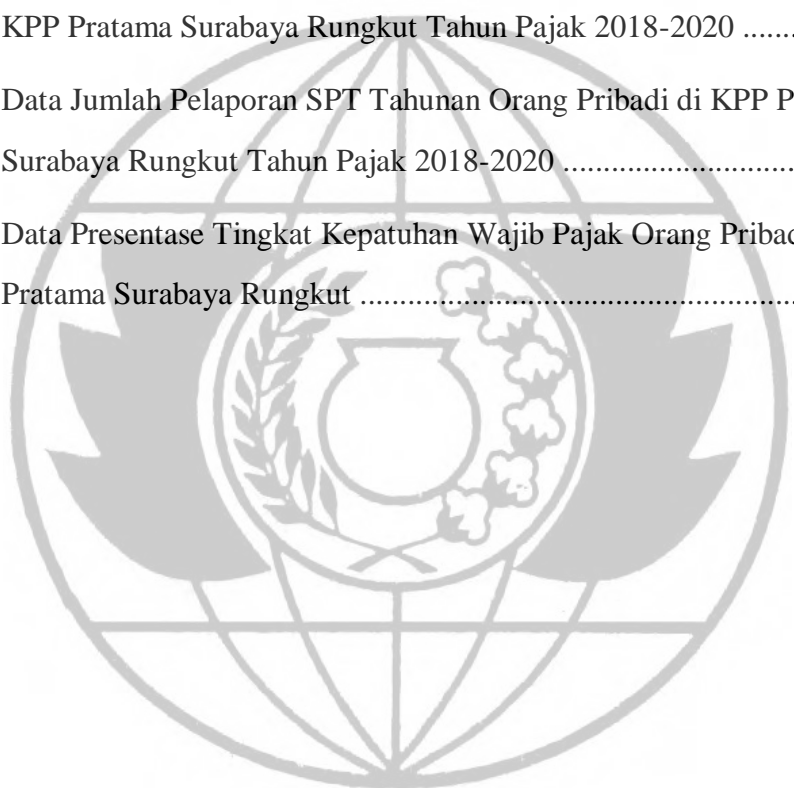 KPP Pratama Surabaya Rungkut Tahun Pajak 2018-2020 .......
Data Jumlah Pelaporan SPT Tahunan Orang Pribadi di KPP P
Surabaya Rungkut Tahun Pajak 2018-2020 ..............................
Data Presentase Tingkat Kepatuhan Wajib Pajak Orang
Pratama Surabaya Rungkut ........................................................